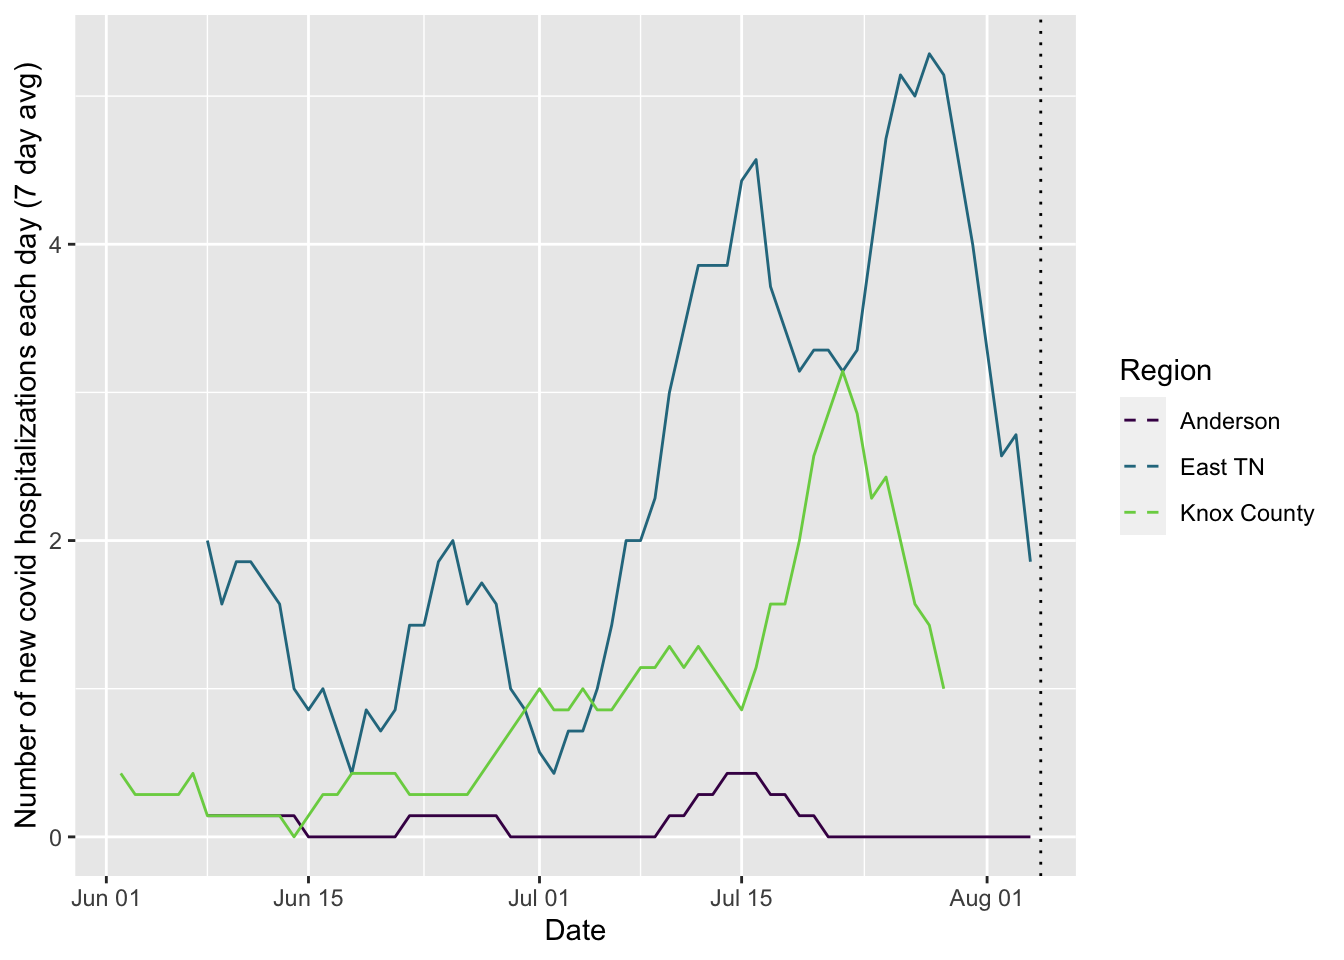 Number of new covid hospitalizations each day (7 day avg)
4
2
0
Jun 01
Jun 15
Jul 01
Jul 15
Aug 01
Date
Region
Anderson
East TN
Knox County